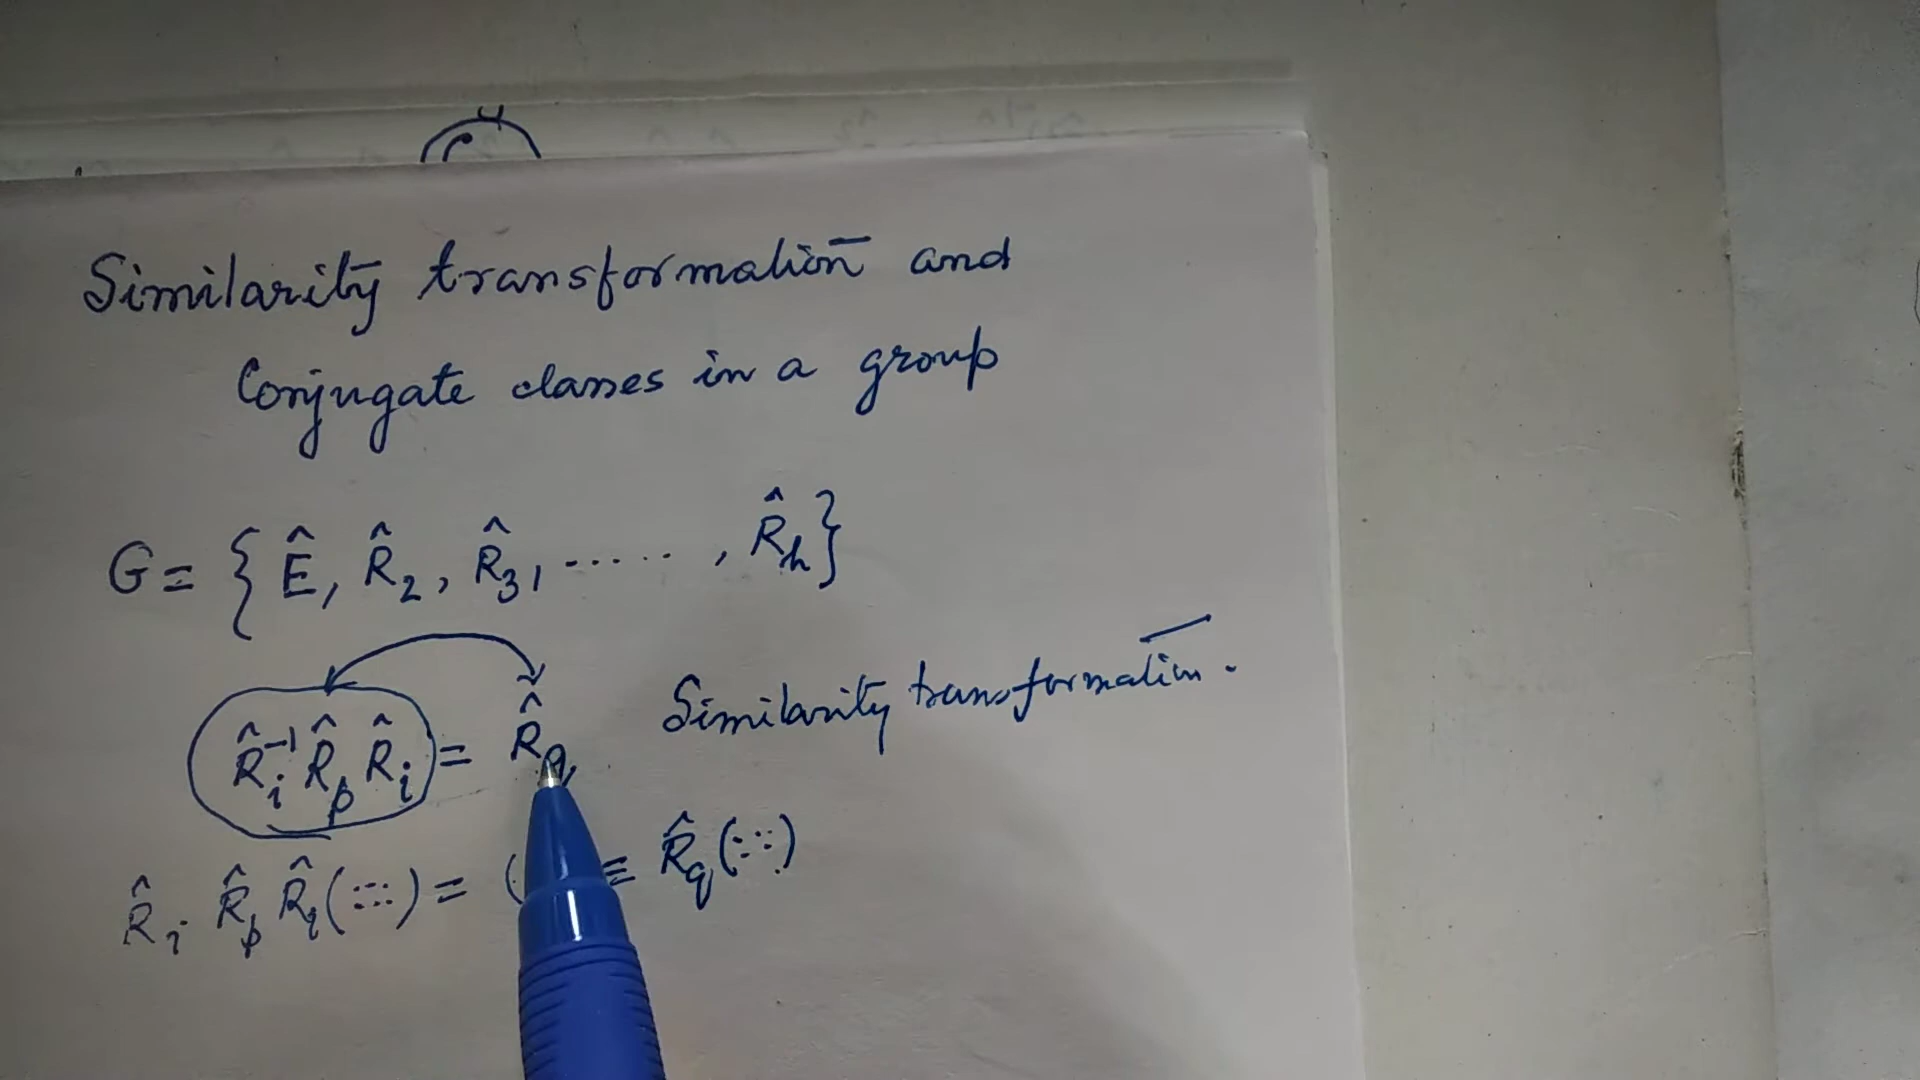 Similarity transformation and
Conjugate classes in a group
G = { Ê, R̂₂, R̂₃, ...... , R̂ₕ }
R̂ᵢ⁻¹ R̂ₚ R̂ᵢ = R̂q Similarity transformation.
R̂ᵢ R̂ₚ R̂ᵢ (:::) = ( = R̂q (:::)